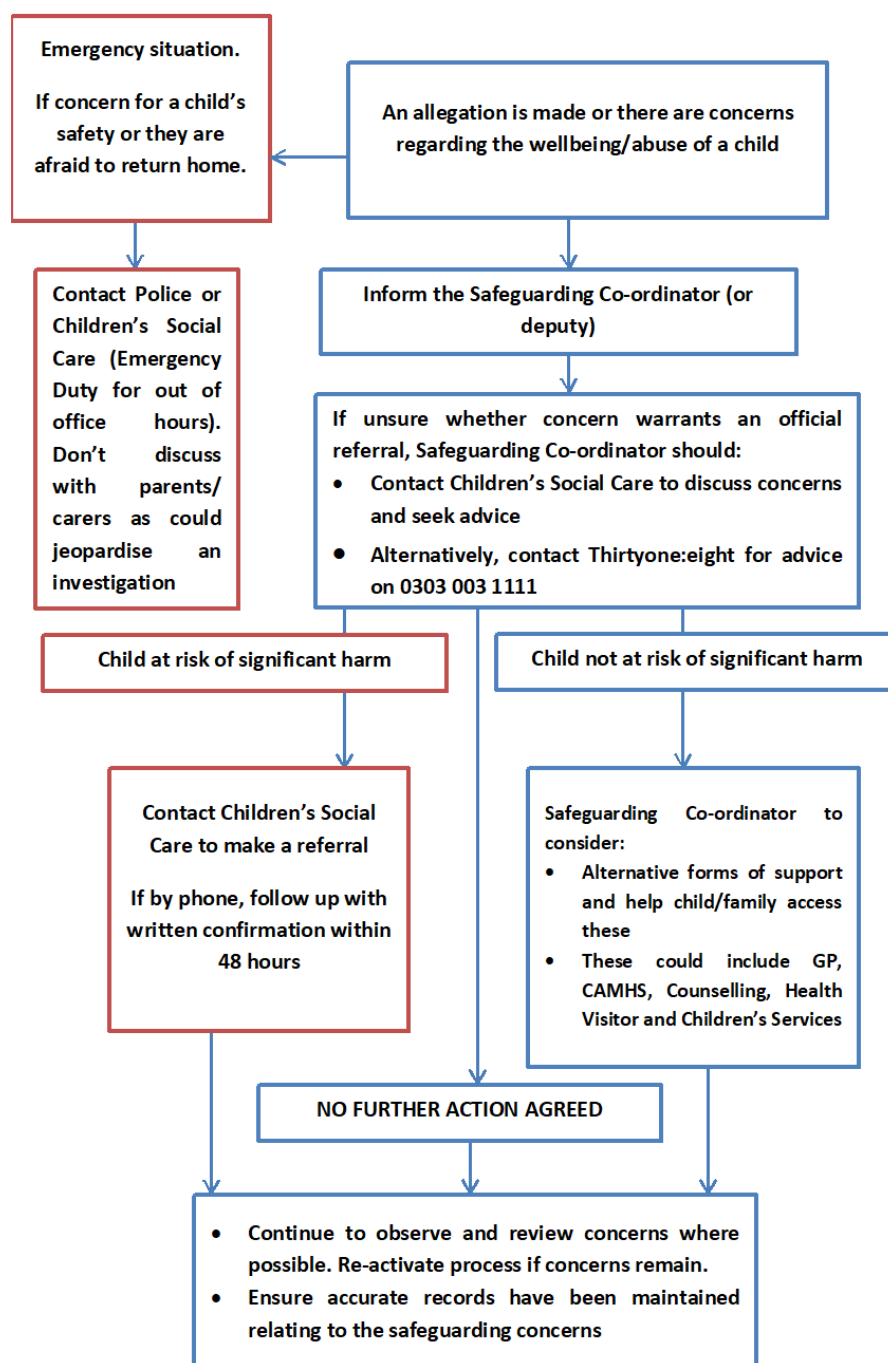 Emergency situation.
If concern for a child’s
safety or they are
afraid to return home.
An allegation is made or there are concerns
regarding the wellbeing/abuse of a child
Contact Police or
Children’s Social
Care (Emergency
Duty for out of
office hours).
Don’t discuss
with parents/
carers as could
jeopardise an
investigation
Inform the Safeguarding Co-ordinator (or
deputy)
If unsure whether concern warrants an official
referral, Safeguarding Co-ordinator should:
• Contact Children’s Social Care to discuss concerns
and seek advice
• Alternatively, contact Thirtyone:eight for advice
on 0303 003 1111
Child at risk of significant harm
Child not at risk of significant harm
Contact Children’s Social
Care to make a referral
If by phone, follow up with
written confirmation within
48 hours
Safeguarding Co-ordinator to
consider:
• Alternative forms of support
and help child/family access
these
• These could include GP,
CAMHS, Counselling, Health
Visitor and Children’s Services
NO FURTHER ACTION AGREED
• Continue to observe and review concerns where
possible. Re-activate process if concerns remain.
• Ensure accurate records have been maintained
relating to the safeguarding concerns